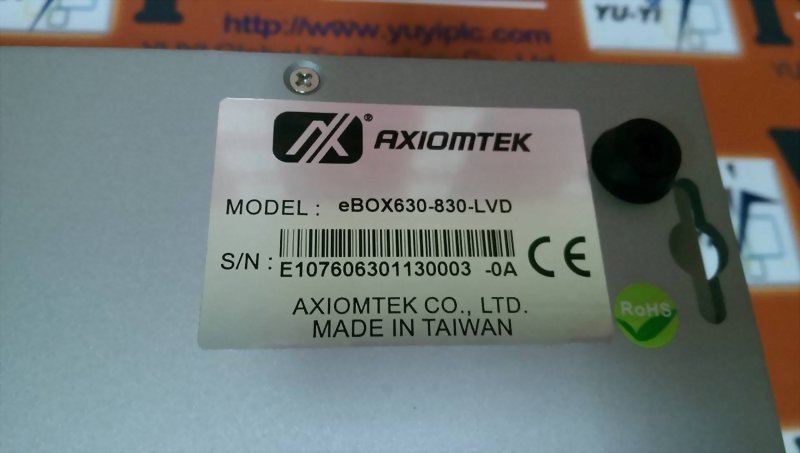 http://www.yuyiplc.com
YU-YI
AXIOMTEK®
MODEL : eBOX630-830-LVD
S/N : E107606301130003 -0A
CE
AXIOMTEK CO., LTD.
MADE IN TAIWAN
RoHS